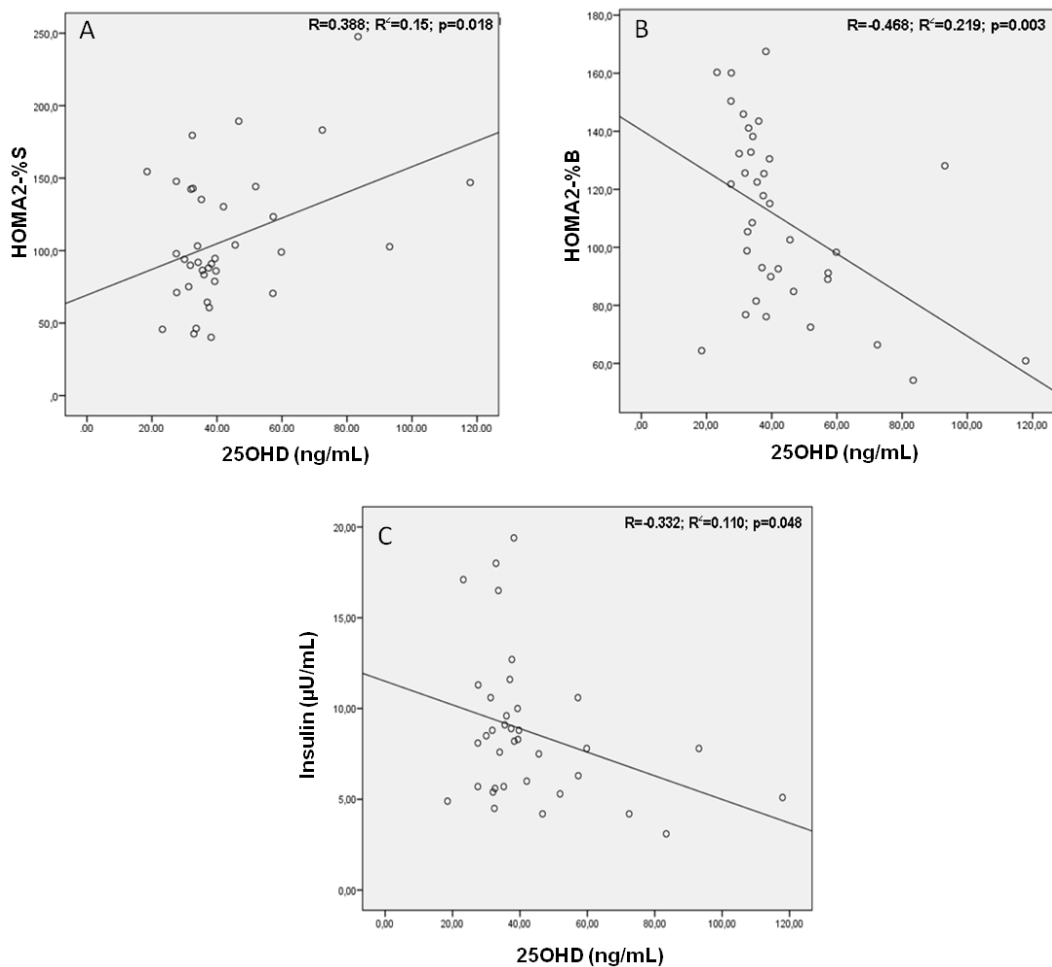 A
R=0.388; R²=0.15; p=0.018
250,0
200,0
150,0
100,0
50,0
,0
HOMA2-%S
,00 20,00 40,00 60,00 80,00 100,00 120,00
25OHD (ng/mL)
B
R=-0.468; R²=0.219; p=0.003
180,0
160,0
140,0
120,0
100,0
80,0
60,0
HOMA2-%B
,00 20,00 40,00 60,00 80,00 100,00 120,00
25OHD (ng/mL)
C
R=-0.332; R²=0.110; p=0.048
20,00
15,00
10,00
5,00
0,00
Insulin (µU/mL)
0,00 20,00 40,00 60,00 80,00 100,00 120,00
25OHD (ng/mL)